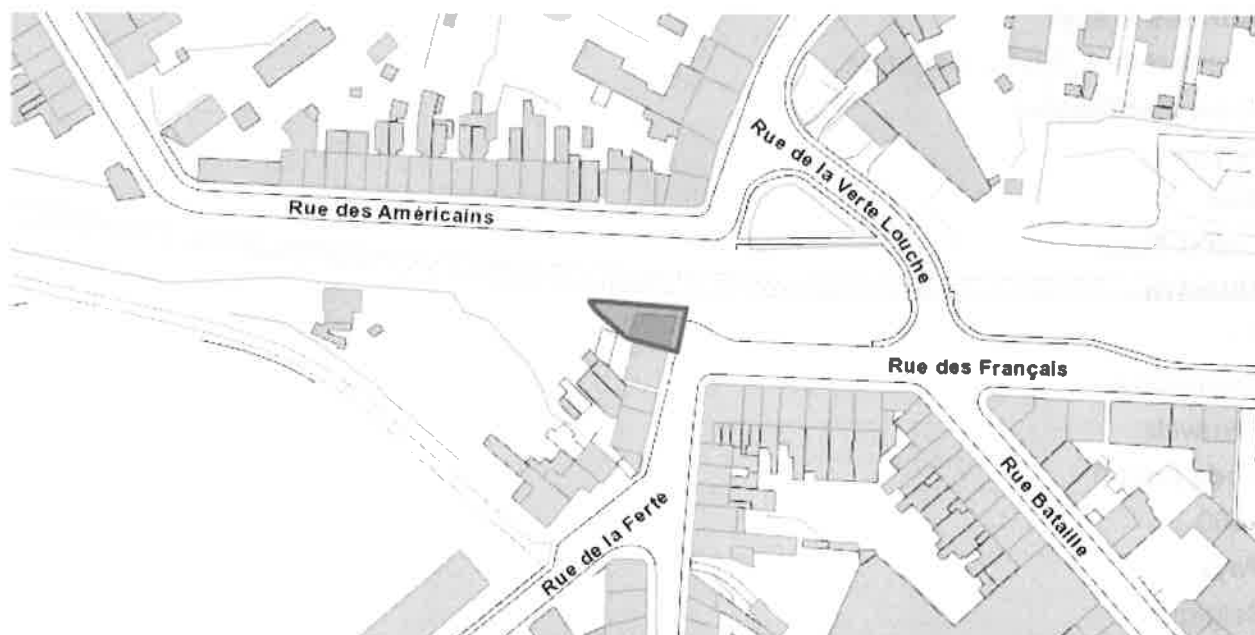 Rue de la Verte Louche
Rue des Américains
Rue des Français
Rue Bataille
Rue de la Ferte